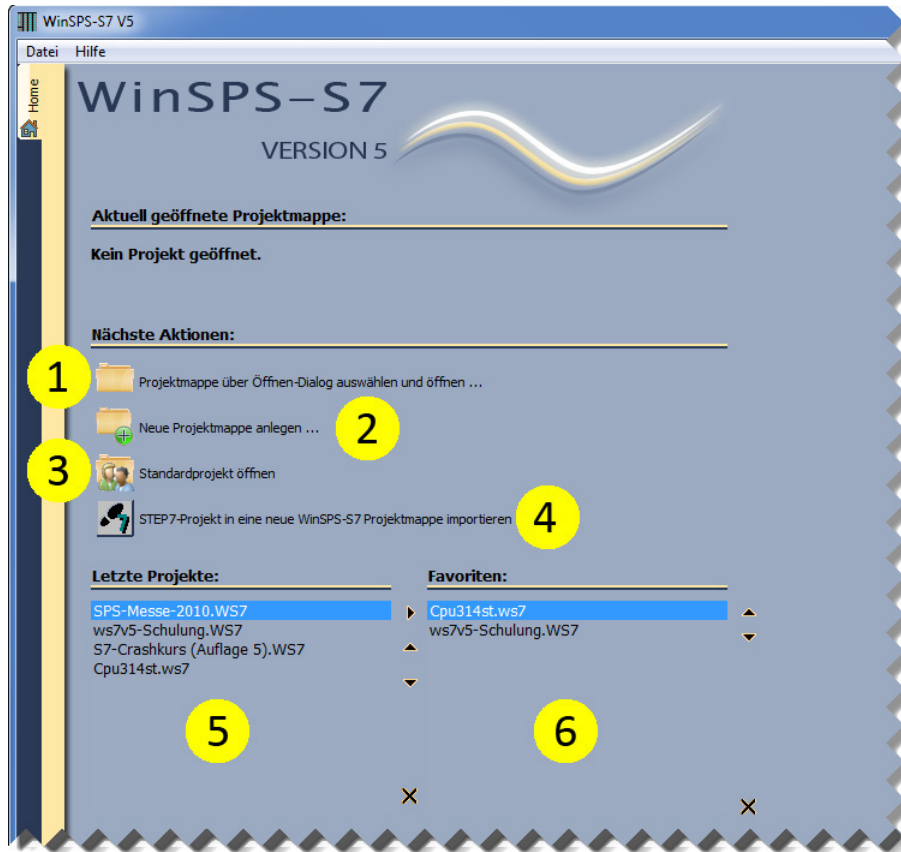 WinSPS-S7 V5
Datei Hilfe
Home
WinSPS-S7
VERSION 5
Aktuell geöffnete Projektmappe:
Kein Projekt geöffnet.
Nächste Aktionen:
1
Projektmappe über Öffnen-Dialog auswählen und öffnen ...
Neue Projektmappe anlegen ...
2
3
Standardprojekt öffnen
STEP7-Projekt in eine neue WinSPS-S7 Projektmappe importieren
4
Letzte Projekte:
SPS-Messe-2010.WS7
ws7v5-Schulung.WS7
S7-Crashkurs (Auflage 5).WS7
Cpu314st.ws7
5
Favoriten:
Cpu314st.ws7
ws7v5-Schulung.WS7
6